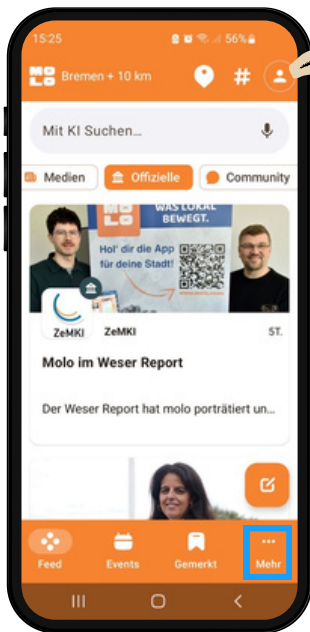 15:25
56%
MO
LO
Bremen + 10 km
#
Mit KI Suchen...
Medien
Offizielle
Community
MO
LO
WAS LOKAL
BEWEGT.
Hol' dir die App
für deine Stadt!
ZeMKI
ZeMKI
ST.
Molo im Weser Report
Der Weser Report hat molo porträtiert un...
Feed
Events
Gemerkt
Mehr